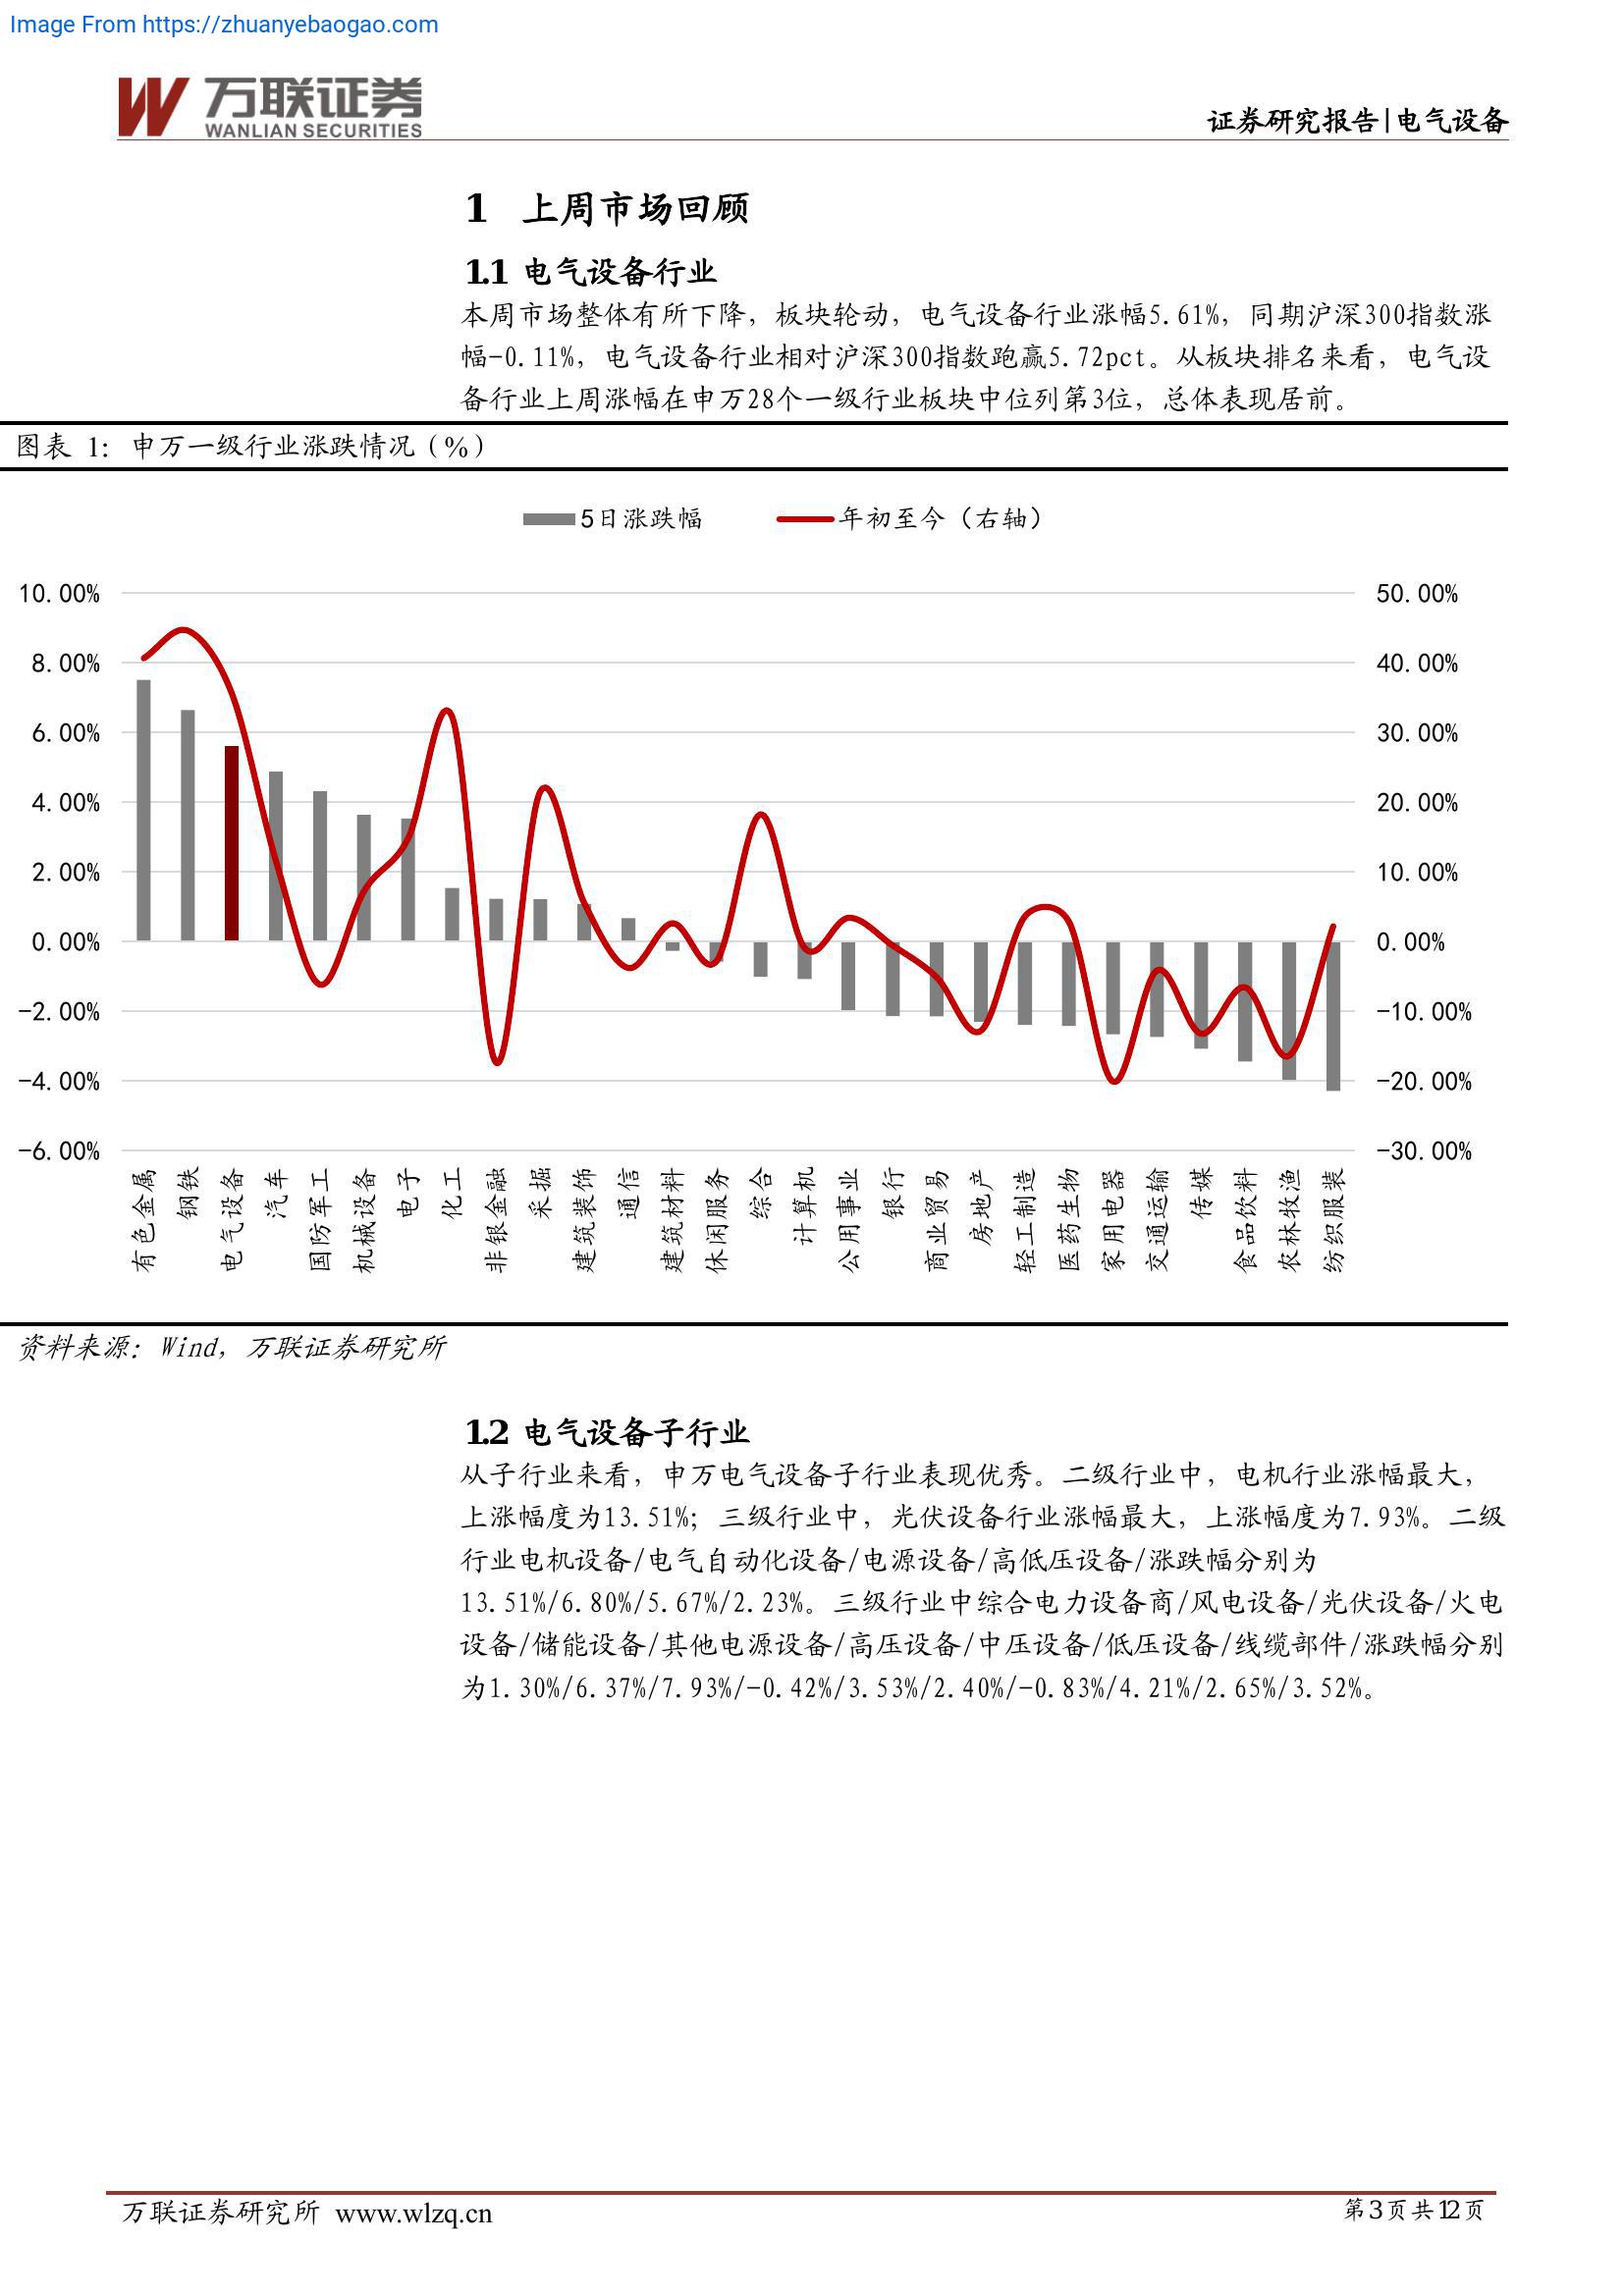 Image From https://zhuanyebaogao.com
万联证券
WANLIAN SECURITIES
证券研究报告|电气设备
1 上周市场回顾
1.1 电气设备行业
本周市场整体有所下降，板块轮动，电气设备行业涨幅5.61%，同期沪深300指数涨
幅-0.11%，电气设备行业相对沪深300指数跑赢5.72pct。从板块排名来看，电气设
备行业上周涨幅在申万28个一级行业板块中位列第3位，总体表现居前。
图表 1：申万一级行业涨跌情况（%）
5日涨跌幅 年初至今（右轴）
10.00% 50.00%
8.00% 40.00%
6.00% 30.00%
4.00% 20.00%
2.00% 10.00%
0.00% 0.00%
-2.00% -10.00%
-4.00% -20.00%
-6.00% -30.00%
有色金属
钢铁
电气设备
汽车
国防军工
机械设备
电子
化工
非银金融
采掘
建筑装饰
通信
建筑材料
休闲服务
综合
计算机
公用事业
银行
商业贸易
房地产
轻工制造
医药生物
家用电器
交通运输
传媒
食品饮料
农林牧渔
纺织服装
资料来源：Wind，万联证券研究所
1.2 电气设备子行业
从子行业来看，申万电气设备子行业表现优秀。二级行业中，电机行业涨幅最大，
上涨幅度为13.51%；三级行业中，光伏设备行业涨幅最大，上涨幅度为7.93%。二级
行业电机设备/电气自动化设备/电源设备/高低压设备/涨跌幅分别为
13.51%/6.80%/5.67%/2.23%。三级行业中综合电力设备商/风电设备/光伏设备/火电
设备/储能设备/其他电源设备/高压设备/中压设备/低压设备/线缆部件/涨跌幅分别
为1.30%/6.37%/7.93%/-0.42%/3.53%/2.40%/-0.83%/4.21%/2.65%/3.52%。
万联证券研究所 www.wlzq.cn
第3页共12页